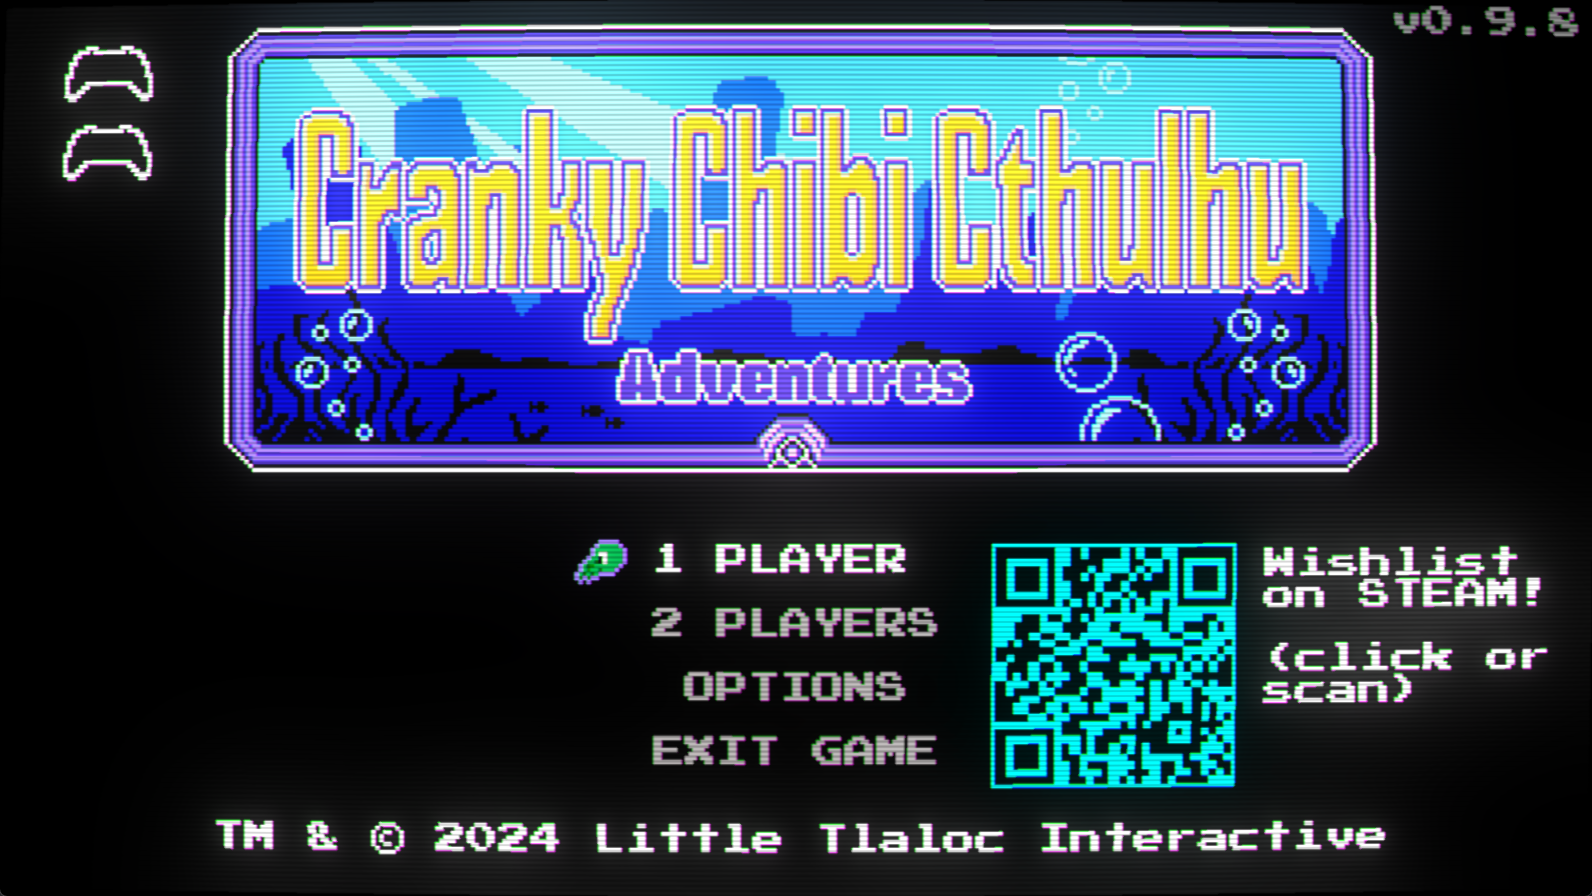 v0.9.8
Cranky Chibi Cthulhu
Adventures
1 PLAYER
2 PLAYERS
OPTIONS
EXIT GAME
Wishlist
on STEAM!
(click or
scan)
TM & © 2024 Little Tlaloc Interactive